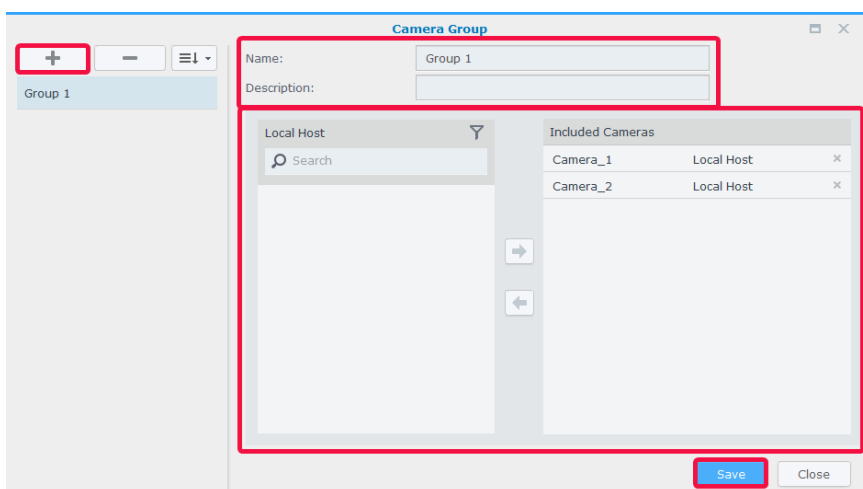 Camera Group
Group 1
Name:
Group 1
Description:
Local Host
Search
Included Cameras
Camera_1 Local Host
Camera_2 Local Host
Save
Close